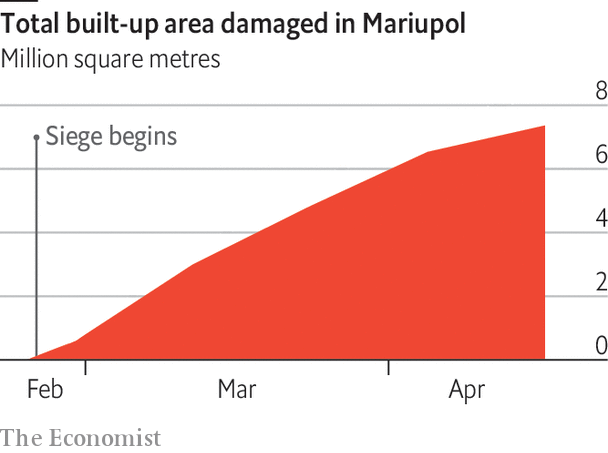 Total built-up area damaged in Mariupol
Million square metres
8
Siege begins
6
4
2
0
Feb Mar Apr
The Economist